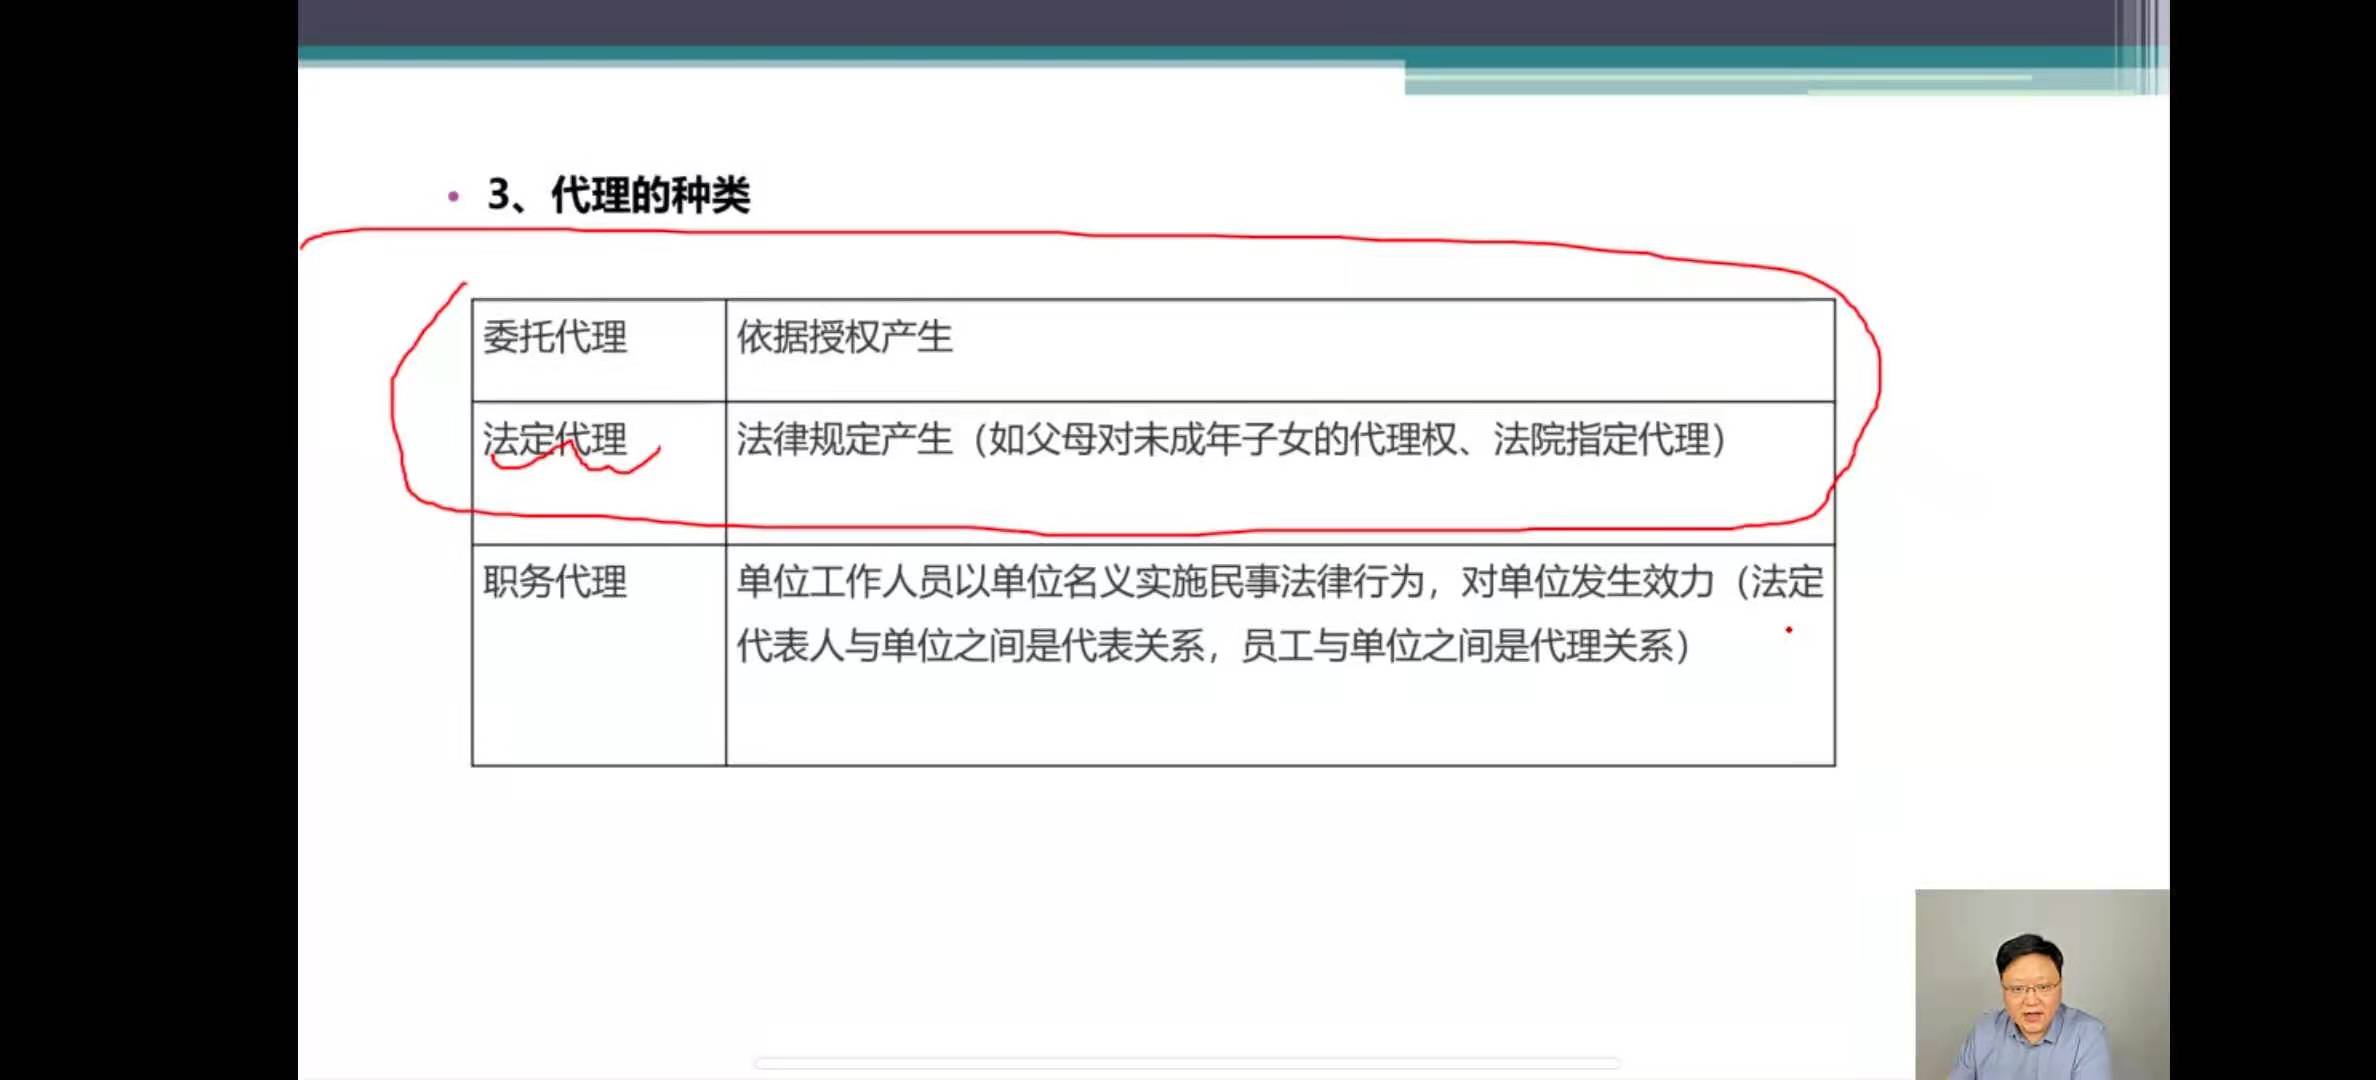 3、代理的种类
委托代理
依据授权产生
法定代理
法律规定产生（如父母对未成年子女的代理权、法院指定代理）
职务代理
单位工作人员以单位名义实施民事法律行为，对单位发生效力（法定
代表人与单位之间是代表关系，员工与单位之间是代理关系）